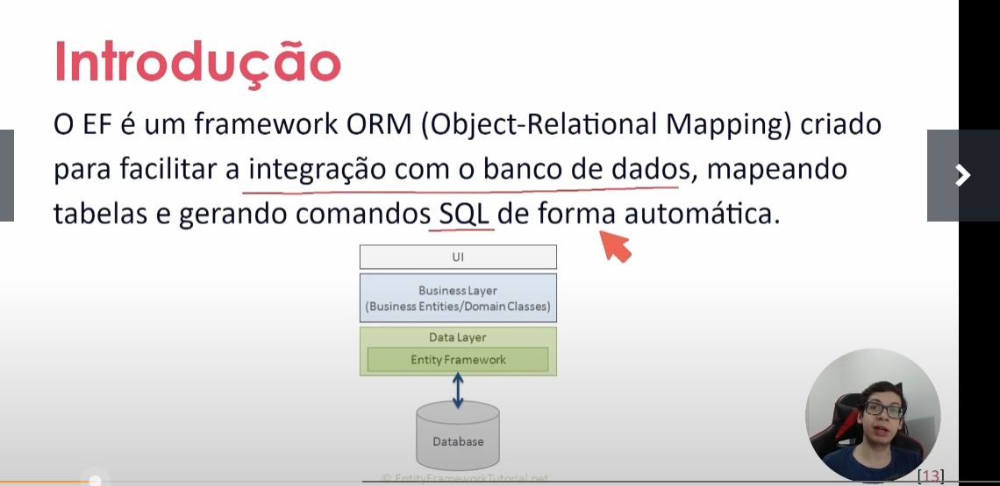 Introdução
O EF é um framework ORM (Object-Relational Mapping) criado
para facilitar a integração com o banco de dados, mapeando
tabelas e gerando comandos SQL de forma automática.
UI
Business Layer
(Business Entities/Domain Classes)
Data Layer
Entity Framework
Database
© EntityFrameworkTutorial.net
[13]